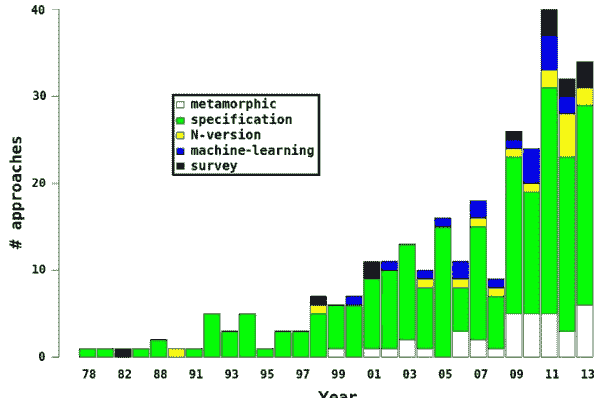 # approaches
40
30
20
10
0
metamorphic
specification
N-version
machine-learning
survey
78 82 88 91 93 95 97 99 01 03 05 07 09 11 13
Year